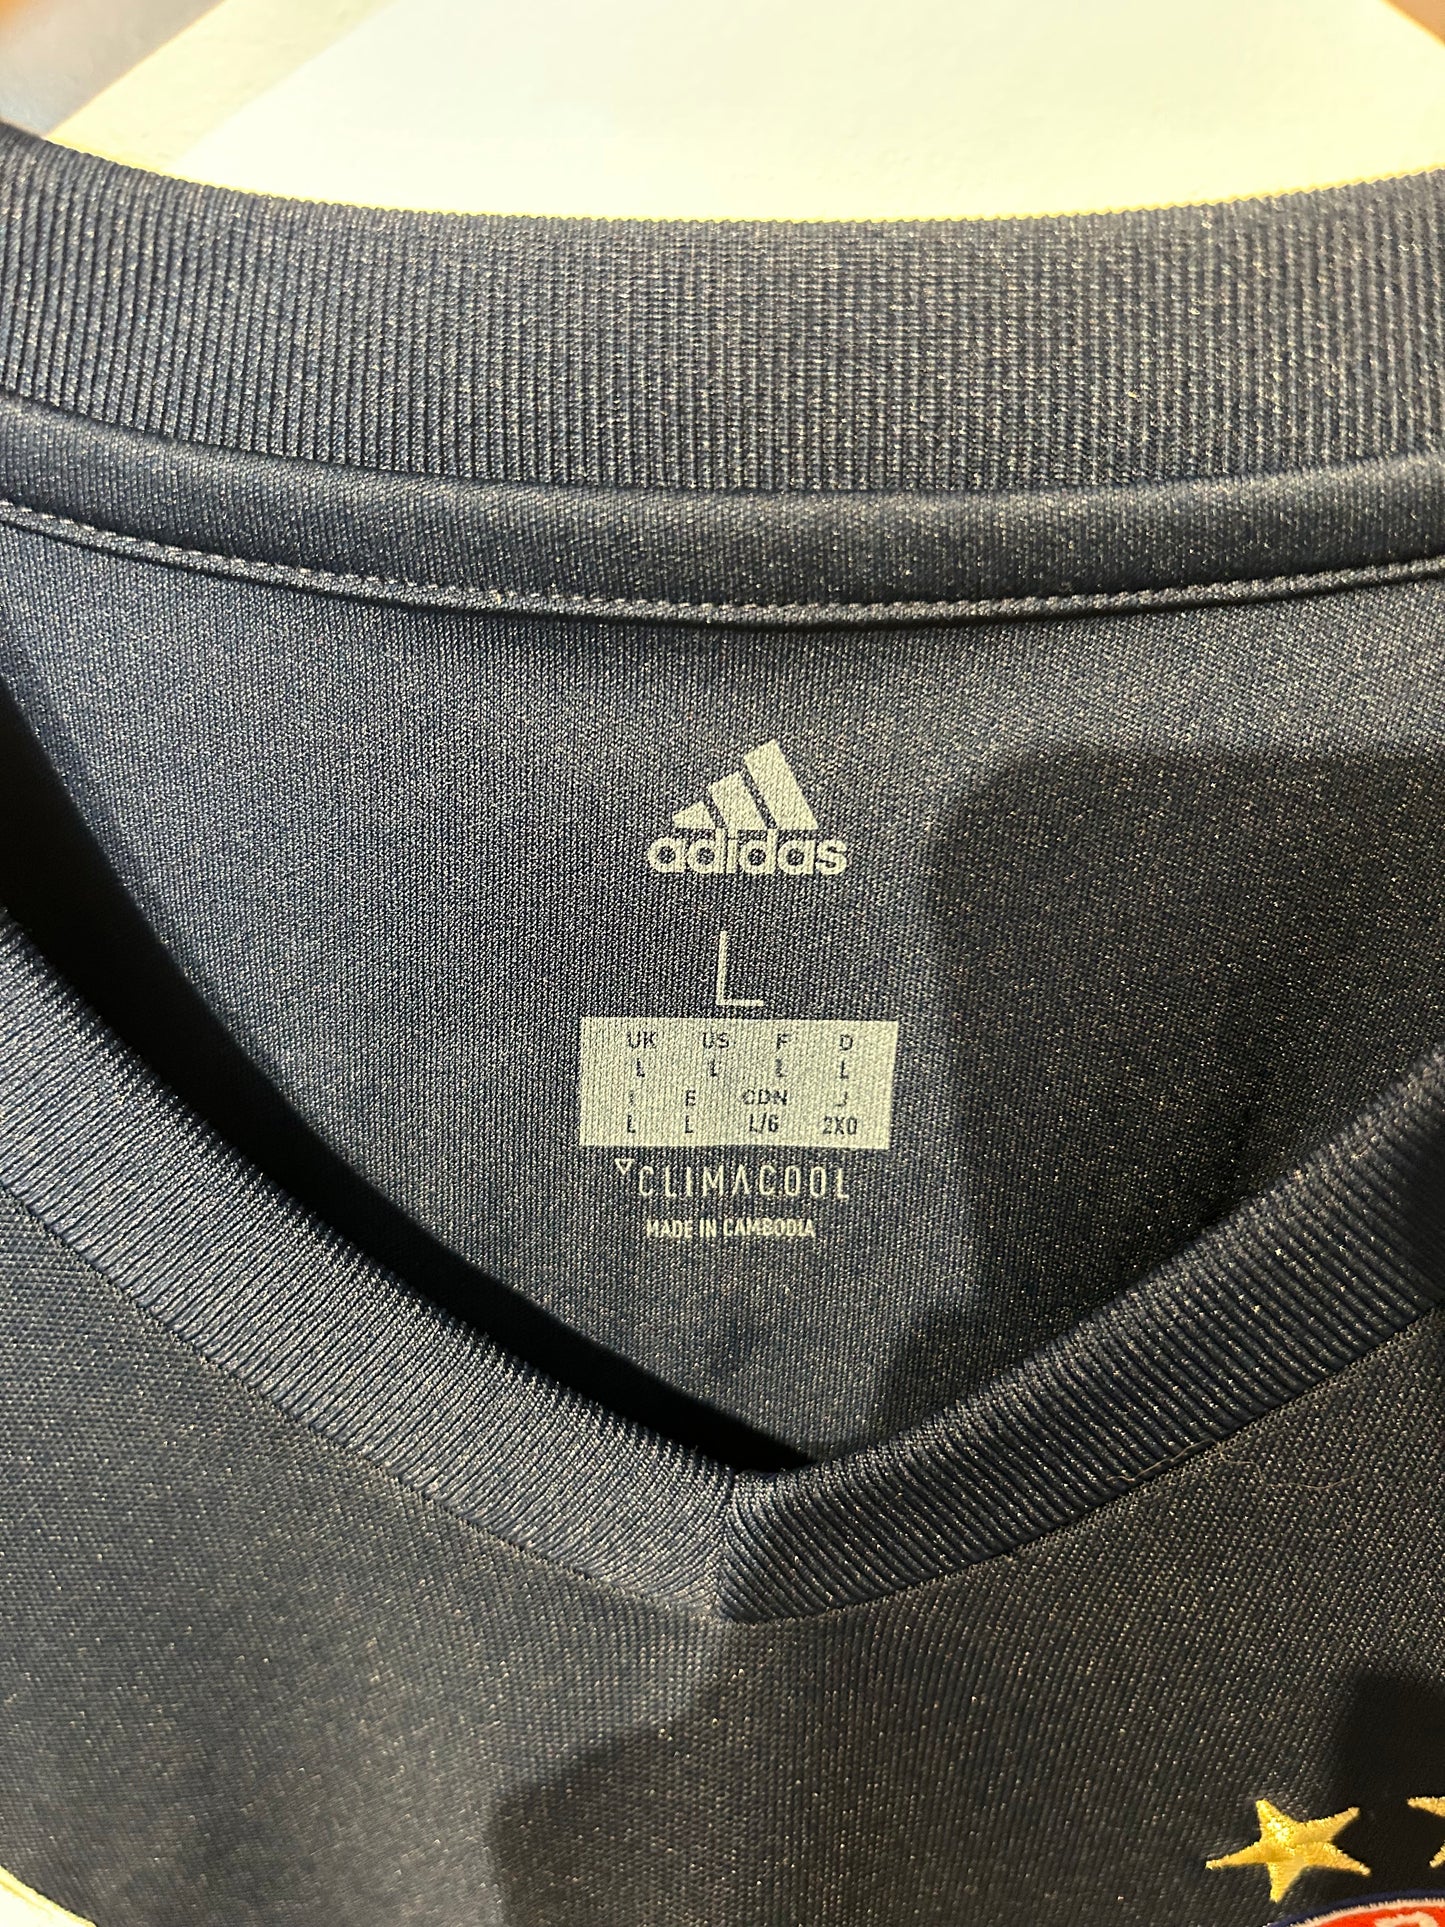 adidas
L
UK US F D
L L L L
I E CDN J
L L L/G 2XO
CLIMACOOL
MADE IN CAMBODIA